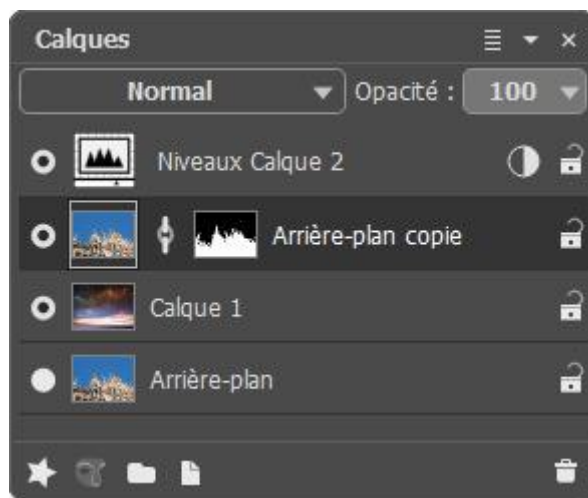 Calques
Normal Opacité : 100
Niveaux Calque 2
Arrière-plan copie
Calque 1
Arrière-plan